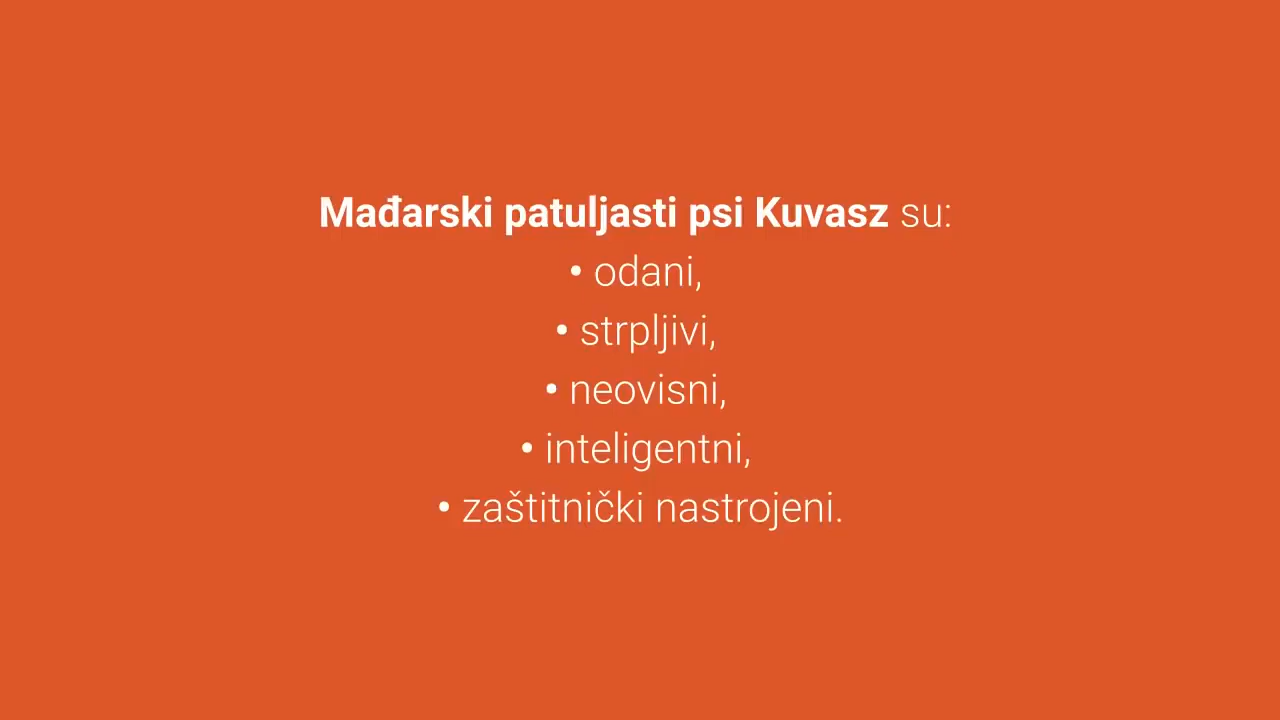 Mađarski patuljasti psi Kuvasz su:
• odani,
• strpljivi,
• neovisni,
• inteligentni,
• zaštitnički nastrojeni.